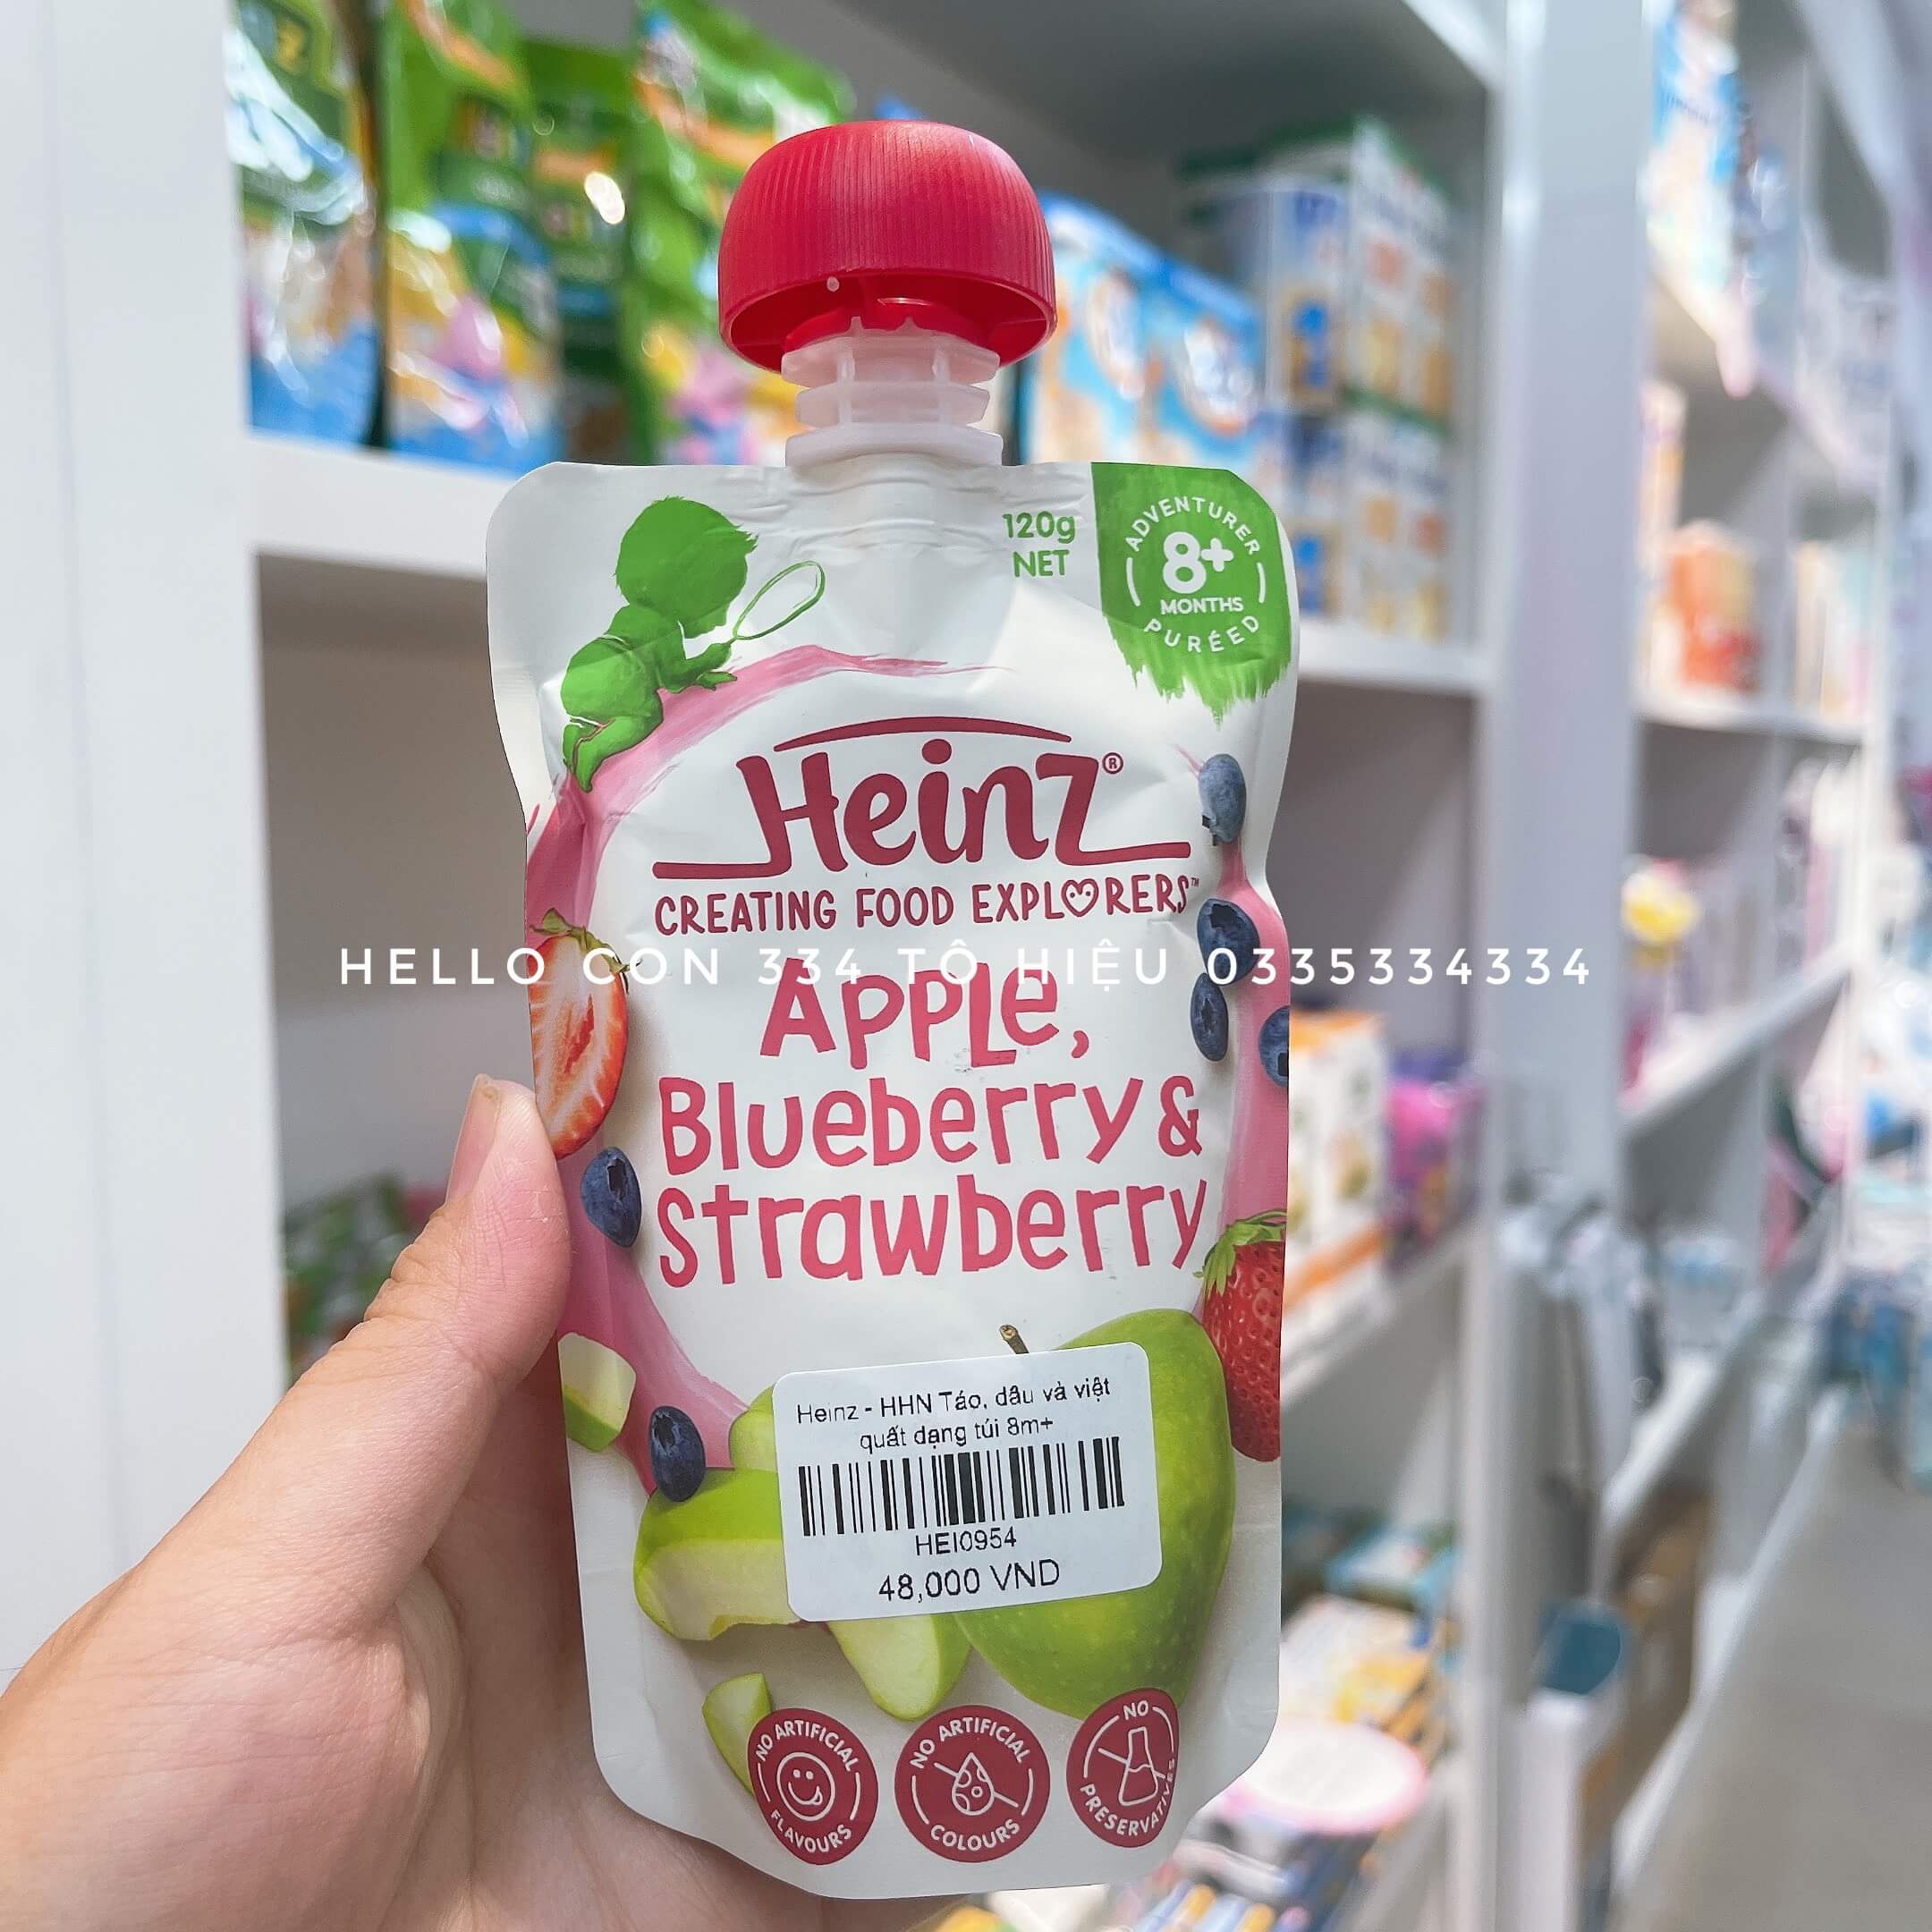 120g
NET
ADVENTURER
8+
MONTHS
PURÉED
Heinz®
CREATING FOOD EXPLORERS™
HELLO CON 334 TÔ HIỆU 0335334334
Apple,
Blueberry &
Strawberry
Heinz - HHN Táo, dâu và việt
quất dạng túi 8m+
HEI0954
48,000 VND
NO ARTIFICIAL
FLAVOURS
NO ARTIFICIAL
COLOURS
NO
PRESERVATIVES